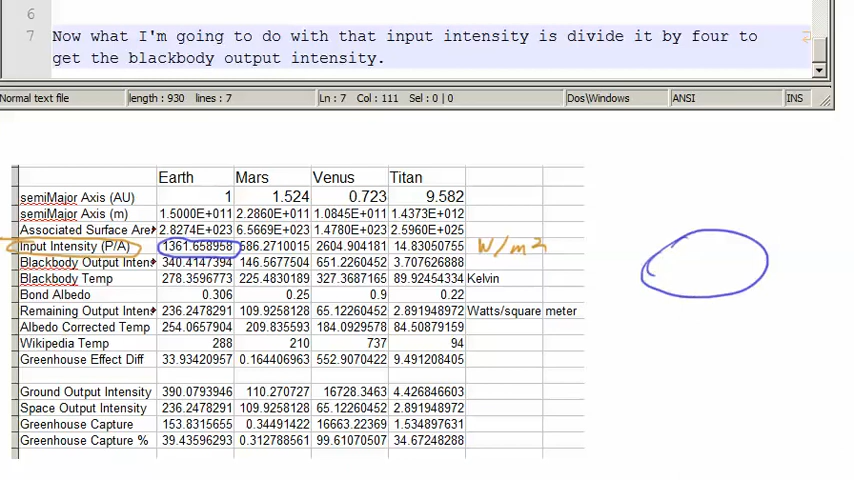 6
7 Now what I'm going to do with that input intensity is divide it by four to
get the blackbody output intensity.
Normal text file length : 930 lines : 7 Ln : 7 Col : 111 Sel : 0 | 0 Dos\Windows ANSI INS
Earth Mars Venus Titan
semiMajor Axis (AU) 1 1.524 0.723 9.582
semiMajor Axis (m) 1.5000E+011 2.2860E+011 1.0845E+011 1.4373E+012
Associated Surface Are 2.8274E+023 6.5669E+023 1.4780E+023 2.5960E+025
Input Intensity (P/A) 1361.658958 586.2710015 2604.904181 14.83050755 W/m2
Blackbody Output Inten 340.4147394 146.5677504 651.2260452 3.707626888
Blackbody Temp 278.3596773 225.4830189 327.3687165 89.92454334 Kelvin
Bond Albedo 0.306 0.25 0.9 0.22
Remaining Output Inten 236.2478291 109.9258128 65.12260452 2.891948972 Watts/square meter
Albedo Corrected Temp 254.0657904 209.835593 184.0929578 84.50879159
Wikipedia Temp 288 210 737 94
Greenhouse Effect Diff 33.93420957 0.164406963 552.9070422 9.491208405
Ground Output Intensity 390.0793946 110.270727 16728.3463 4.426846603
Space Output Intensity 236.2478291 109.9258128 65.12260452 2.891948972
Greenhouse Capture 153.8315655 0.34491422 16663.22369 1.534897631
Greenhouse Capture % 39.43596293 0.312788561 99.61070507 34.67248288